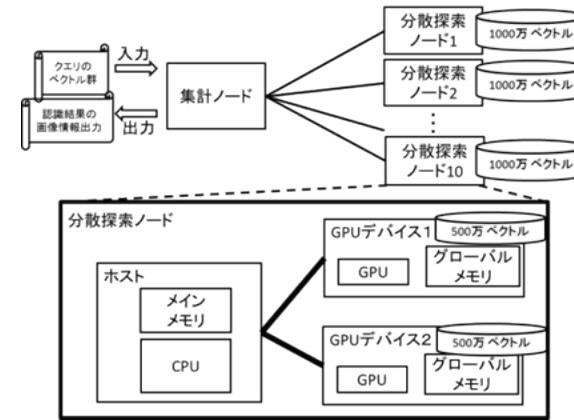 クエリの
ベクトル群
入力
認識結果の
画像情報出力
出力
集計ノード
分散探索
ノード1
1000万 ベクトル
分散探索
ノード2
1000万 ベクトル
⋮
分散探索
ノード10
1000万 ベクトル
分散探索ノード
ホスト
メイン
メモリ
CPU
GPUデバイス1
500万 ベクトル
GPU
グローバル
メモリ
GPUデバイス2
500万 ベクトル
GPU
グローバル
メモリ